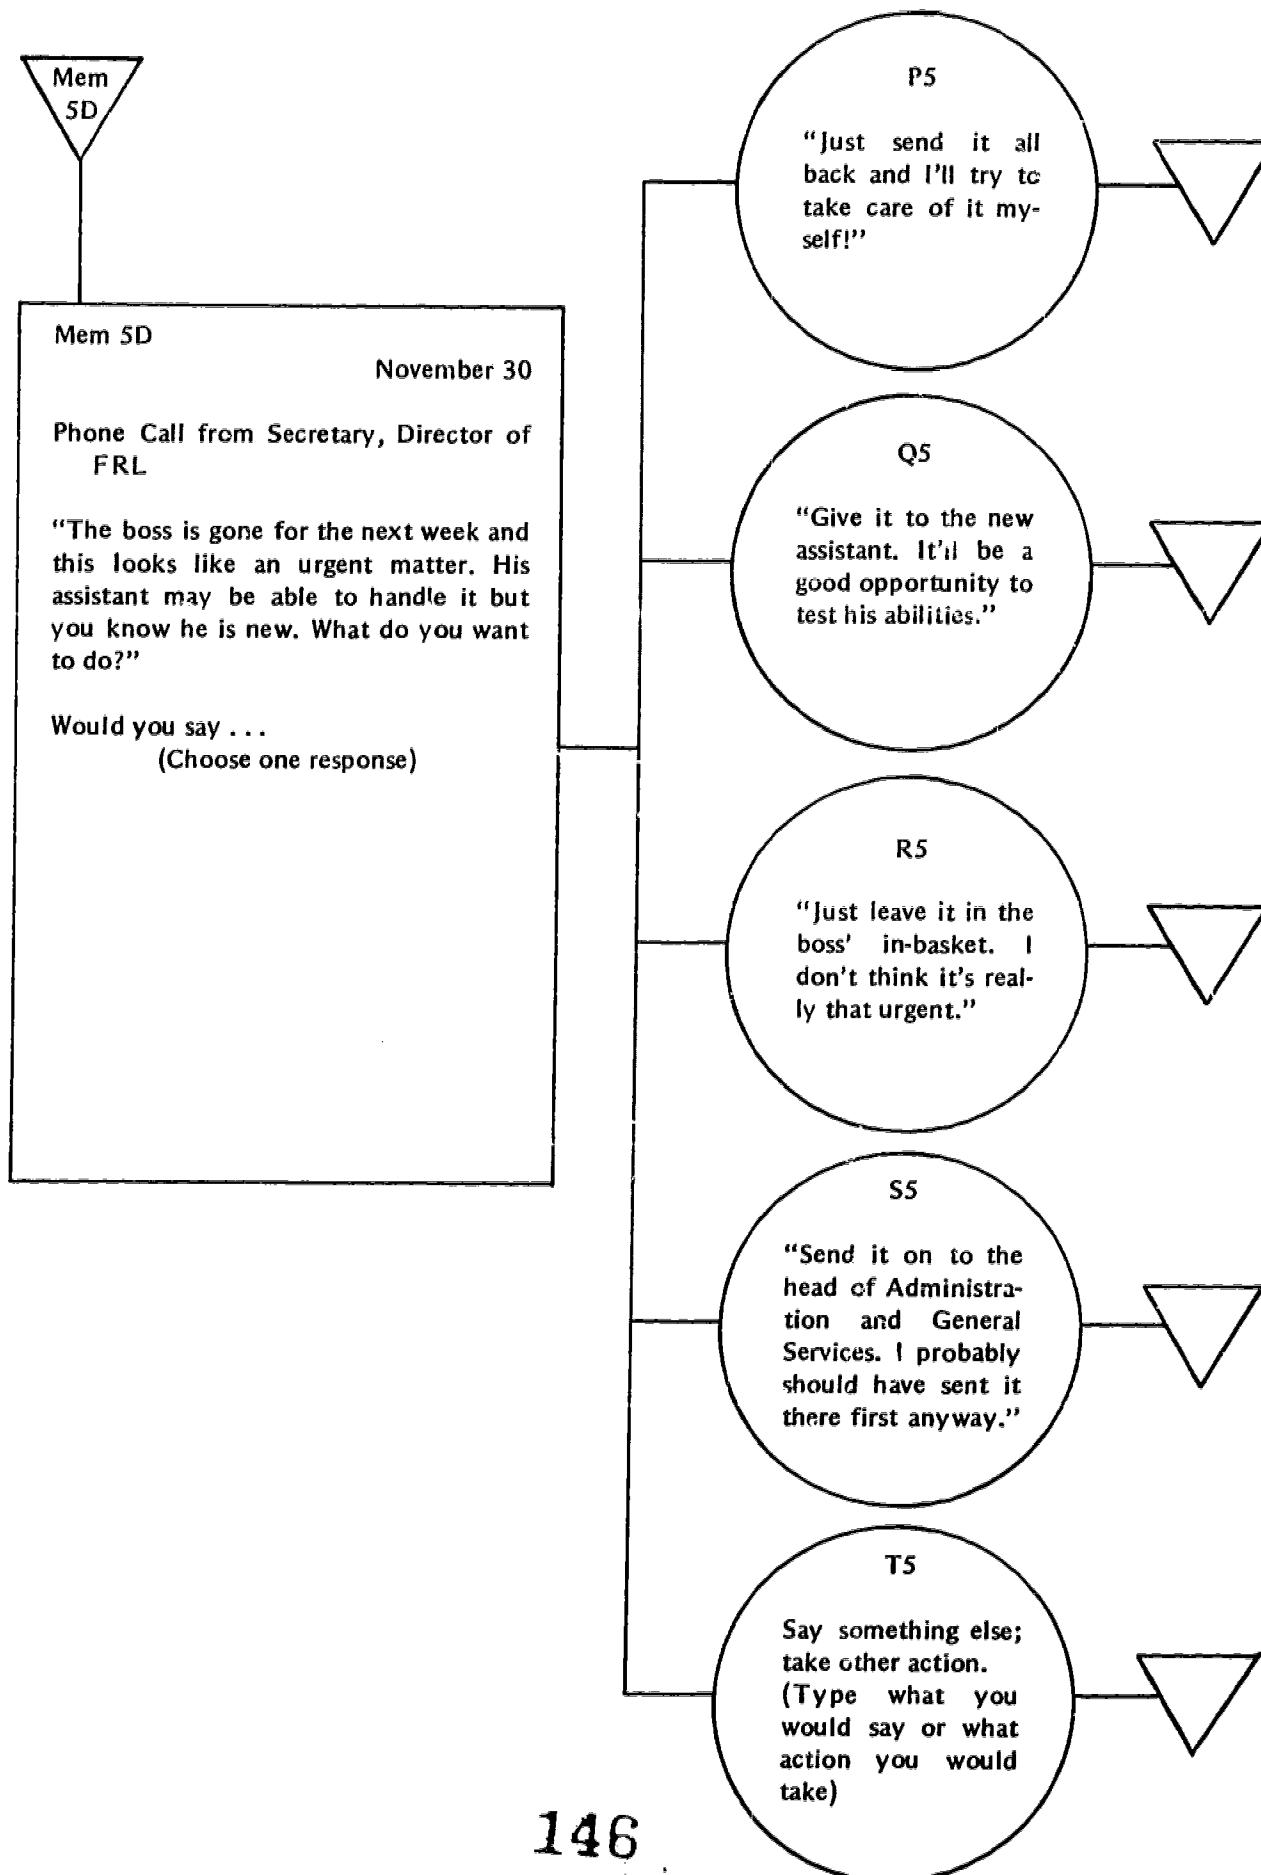 Mem
5D
Mem 5D
November 30
Phone Call from Secretary, Director of
FRL
“The boss is gone for the next week and
this looks like an urgent matter. His
assistant may be able to handle it but
you know he is new. What do you want
to do?”
Would you say ...
(Choose one response)
P5
“Just send it all
back and I'll try to
take care of it my-
self!”
Q5
“Give it to the new
assistant. It'll be a
good opportunity to
test his abilities.”
R5
“Just leave it in the
boss' in-basket. I
don't think it's real-
ly that urgent.”
S5
“Send it on to the
head of Administra-
tion and General
Services. I probably
should have sent it
there first anyway.”
T5
Say something else;
take other action.
(Type what you
would say or what
action you would
take)
146